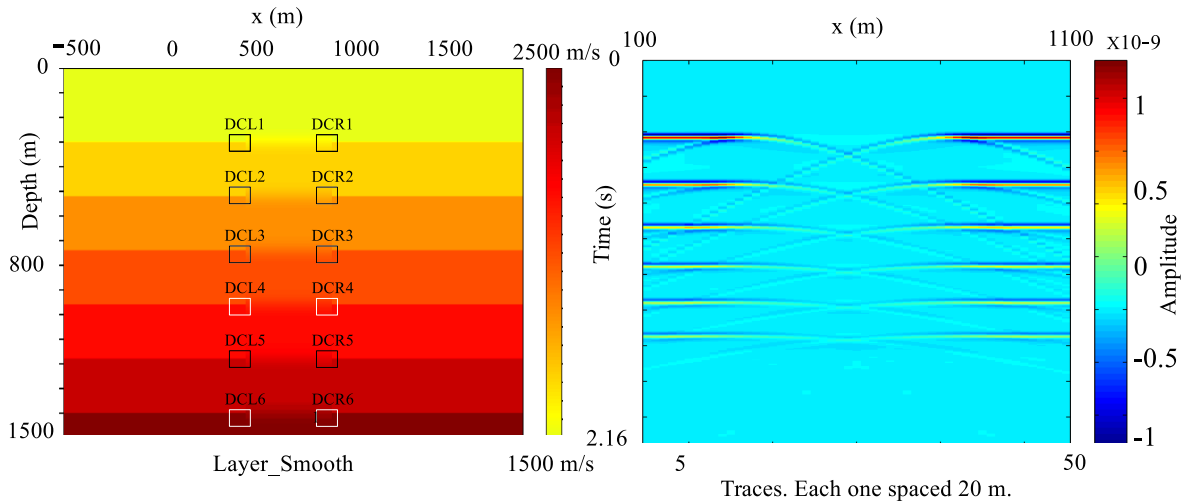 x (m)
-500 0 500 1000 1500 2500 m/s
0
DCL1 DCR1
DCL2 DCR2
DCL3 DCR3
DCL4 DCR4
DCL5 DCR5
DCL6 DCR6
Depth (m)
800
1500
Layer_Smooth
1500 m/s
x (m)
100 1100
X10-9
0
Time (s)
2.16
1
0.5
0
-0.5
-1
Amplitude
5 50
Traces. Each one spaced 20 m.